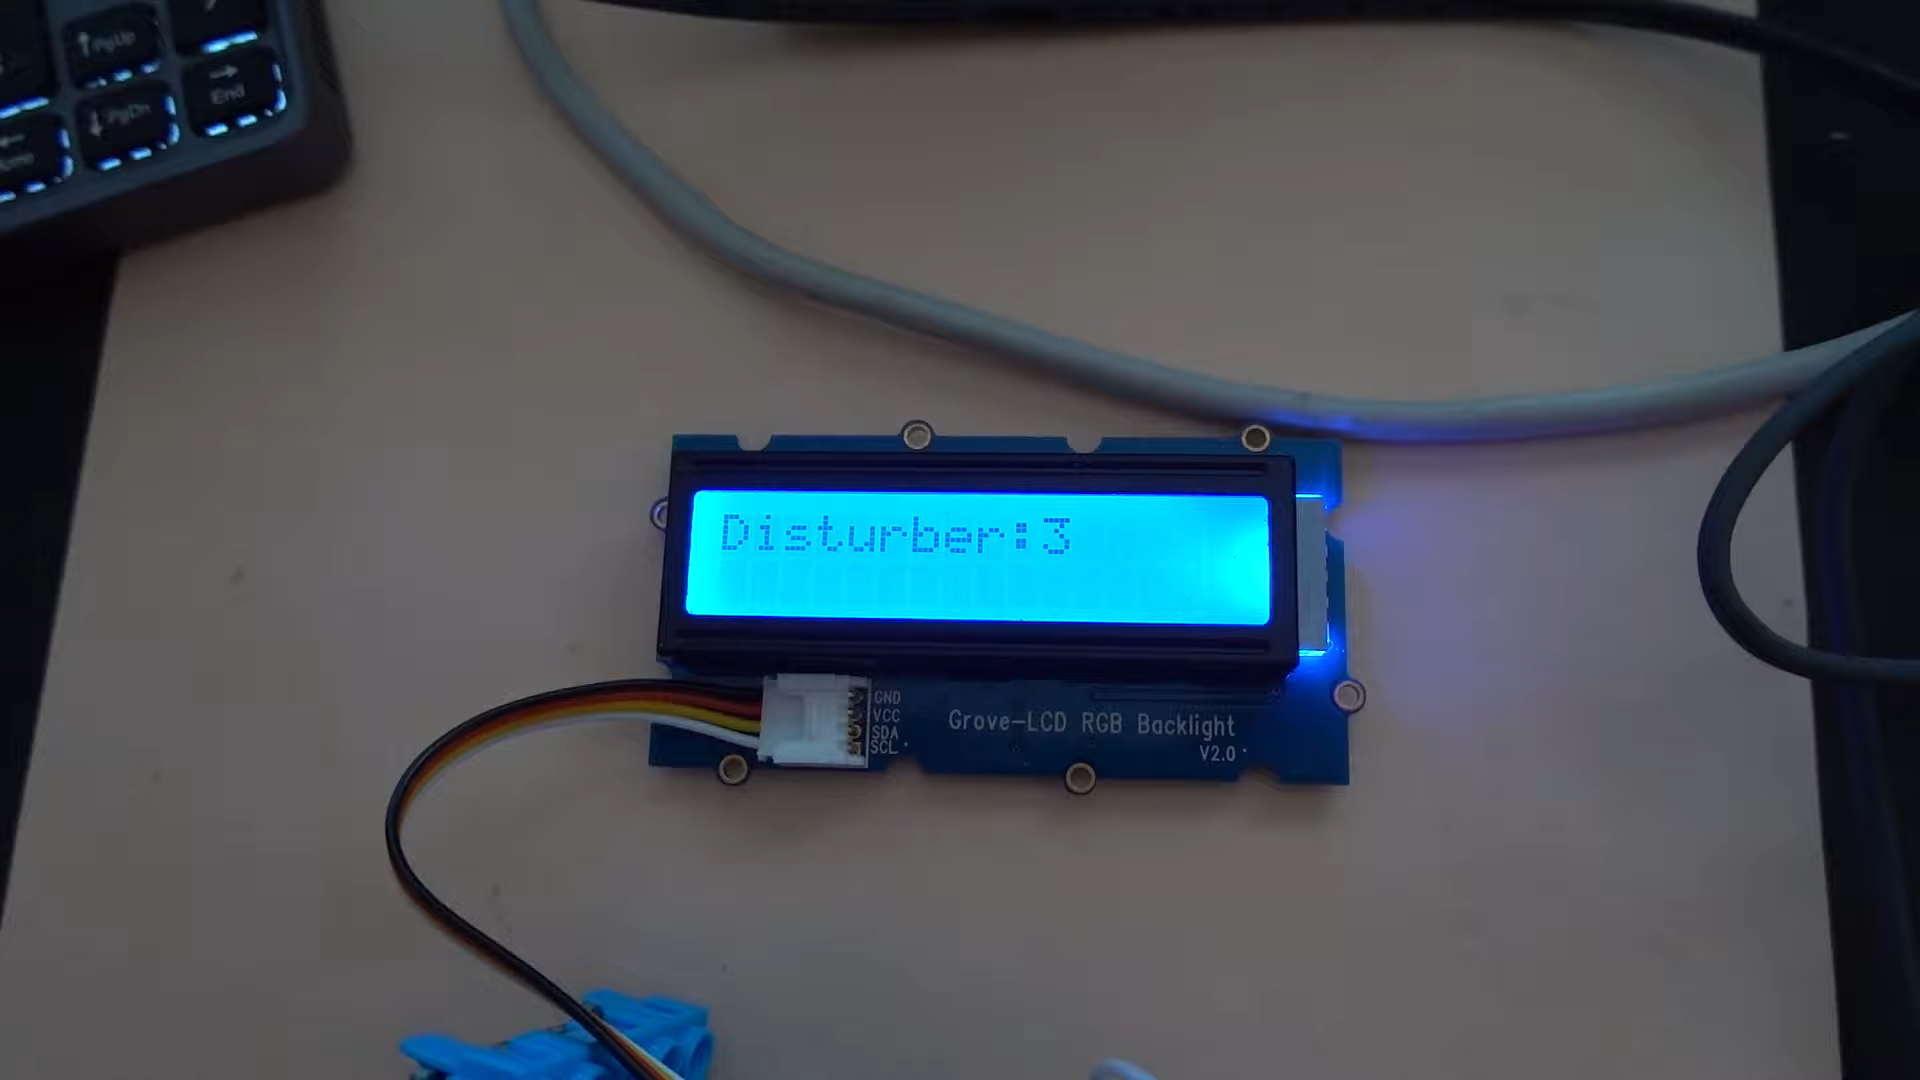 PgUp
PgDn
End
Disturber:3
GND
VCC
SDA
SCL
Grove-LCD RGB Backlight
V2.0